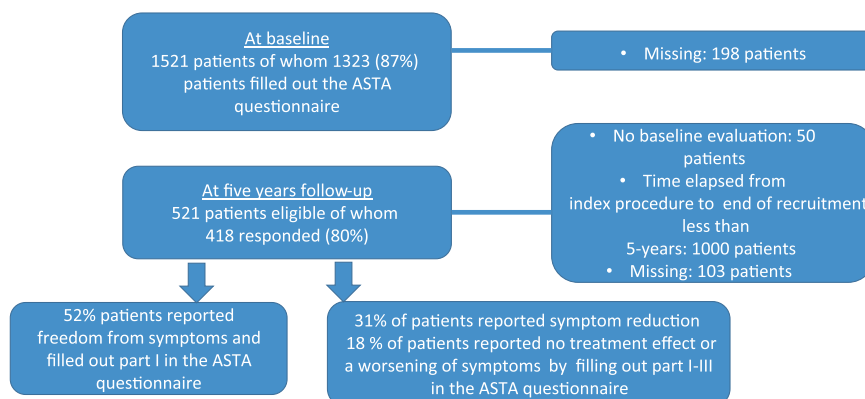 At baseline
1521 patients of whom 1323 (87%)
patients filled out the ASTA
questionnaire
• Missing: 198 patients
At five years follow-up
521 patients eligible of whom
418 responded (80%)
• No baseline evaluation: 50
patients
• Time elapsed from
index procedure to end of recruitment
less than
5-years: 1000 patients
• Missing: 103 patients
52% patients reported
freedom from symptoms and
filled out part I in the ASTA
questionnaire
31% of patients reported symptom reduction
18 % of patients reported no treatment effect or
a worsening of symptoms by filling out part I-III
in the ASTA questionnaire